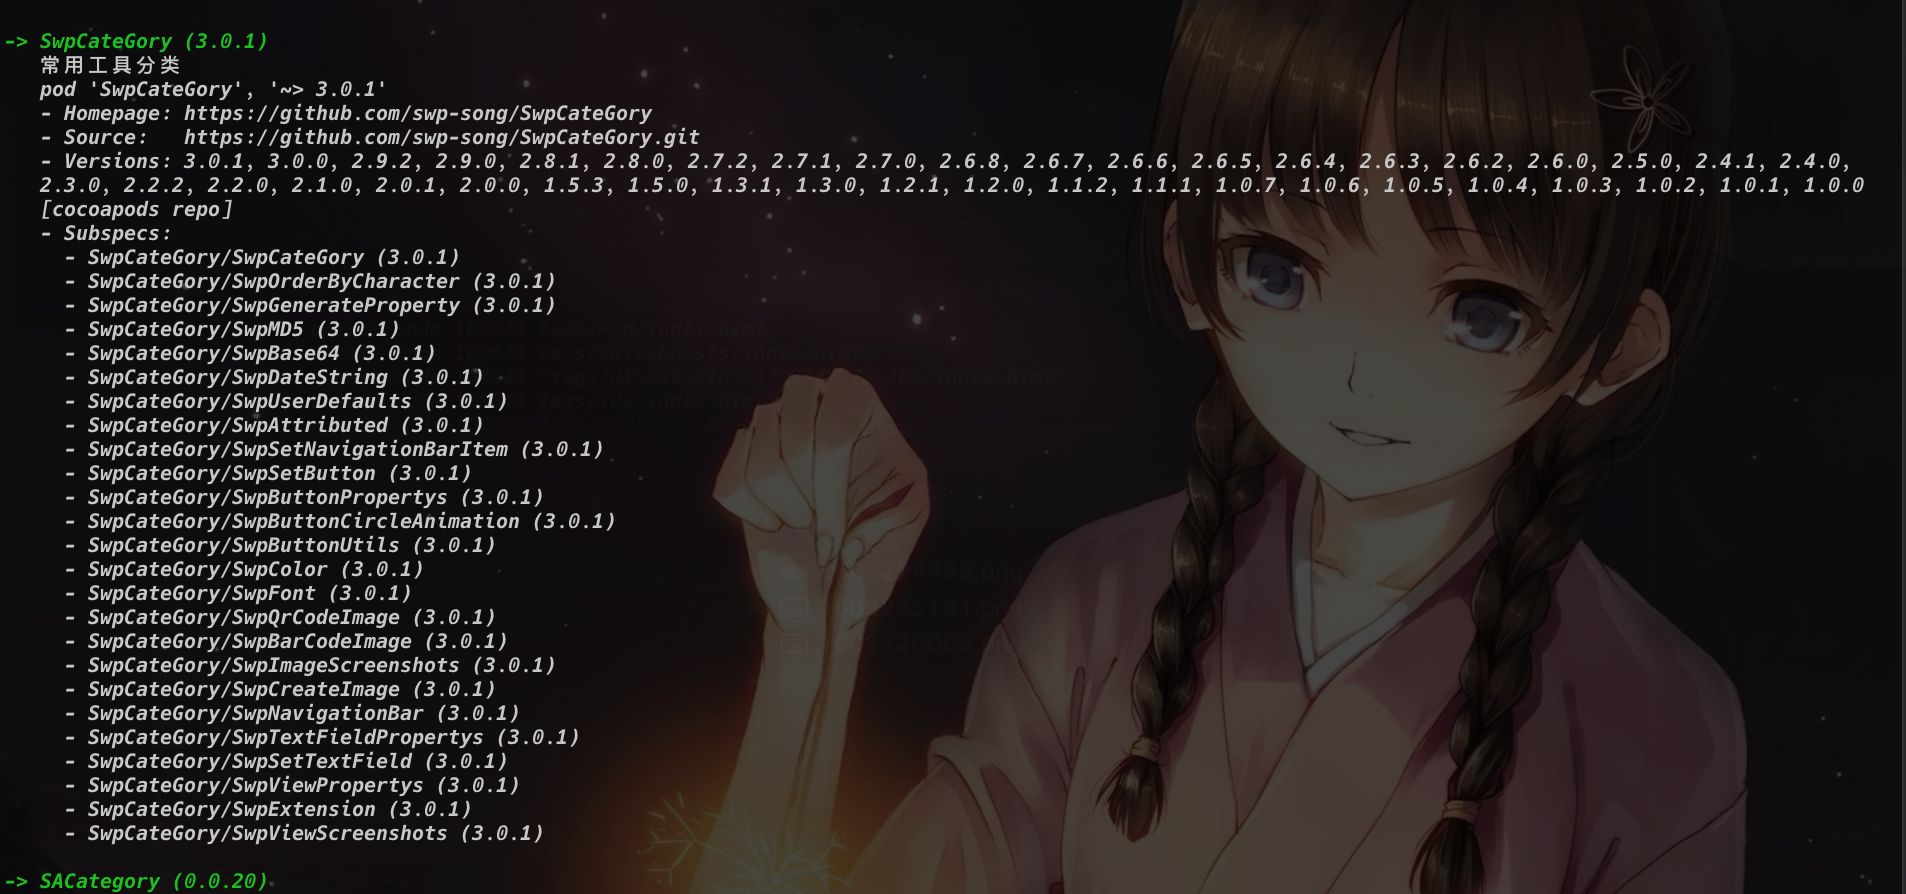 -> SwpCateGory (3.0.1)
常用工具分类
pod 'SwpCateGory', '~> 3.0.1'
- Homepage: https://github.com/swp-song/SwpCateGory
- Source:   https://github.com/swp-song/SwpCateGory.git
- Versions: 3.0.1, 3.0.0, 2.9.2, 2.9.0, 2.8.1, 2.8.0, 2.7.2, 2.7.1, 2.7.0, 2.6.8, 2.6.7, 2.6.6, 2.6.5, 2.6.4, 2.6.3, 2.6.2, 2.6.0, 2.5.0, 2.4.1, 2.4.0,
2.3.0, 2.2.2, 2.2.0, 2.1.0, 2.0.1, 2.0.0, 1.5.3, 1.5.0, 1.3.1, 1.3.0, 1.2.1, 1.2.0, 1.1.2, 1.1.1, 1.0.7, 1.0.6, 1.0.5, 1.0.4, 1.0.3, 1.0.2, 1.0.1, 1.0.0
[cocoapods repo]
- Subspecs:
- SwpCateGory/SwpCateGory (3.0.1)
- SwpCateGory/SwpOrderByCharacter (3.0.1)
- SwpCateGory/SwpGenerateProperty (3.0.1)
- SwpCateGory/SwpMD5 (3.0.1)
- SwpCateGory/SwpBase64 (3.0.1)
- SwpCateGory/SwpDateString (3.0.1)
- SwpCateGory/SwpUserDefaults (3.0.1)
- SwpCateGory/SwpAttributed (3.0.1)
- SwpCateGory/SwpSetNavigationBarItem (3.0.1)
- SwpCateGory/SwpSetButton (3.0.1)
- SwpCateGory/SwpButtonPropertys (3.0.1)
- SwpCateGory/SwpButtonCircleAnimation (3.0.1)
- SwpCateGory/SwpButtonUtils (3.0.1)
- SwpCateGory/SwpColor (3.0.1)
- SwpCateGory/SwpFont (3.0.1)
- SwpCateGory/SwpQrCodeImage (3.0.1)
- SwpCateGory/SwpBarCodeImage (3.0.1)
- SwpCateGory/SwpImageScreenshots (3.0.1)
- SwpCateGory/SwpCreateImage (3.0.1)
- SwpCateGory/SwpNavigationBar (3.0.1)
- SwpCateGory/SwpTextFieldPropertys (3.0.1)
- SwpCateGory/SwpSetTextField (3.0.1)
- SwpCateGory/SwpViewPropertys (3.0.1)
- SwpCateGory/SwpExtension (3.0.1)
- SwpCateGory/SwpViewScreenshots (3.0.1)
-> SACategory (0.0.20)